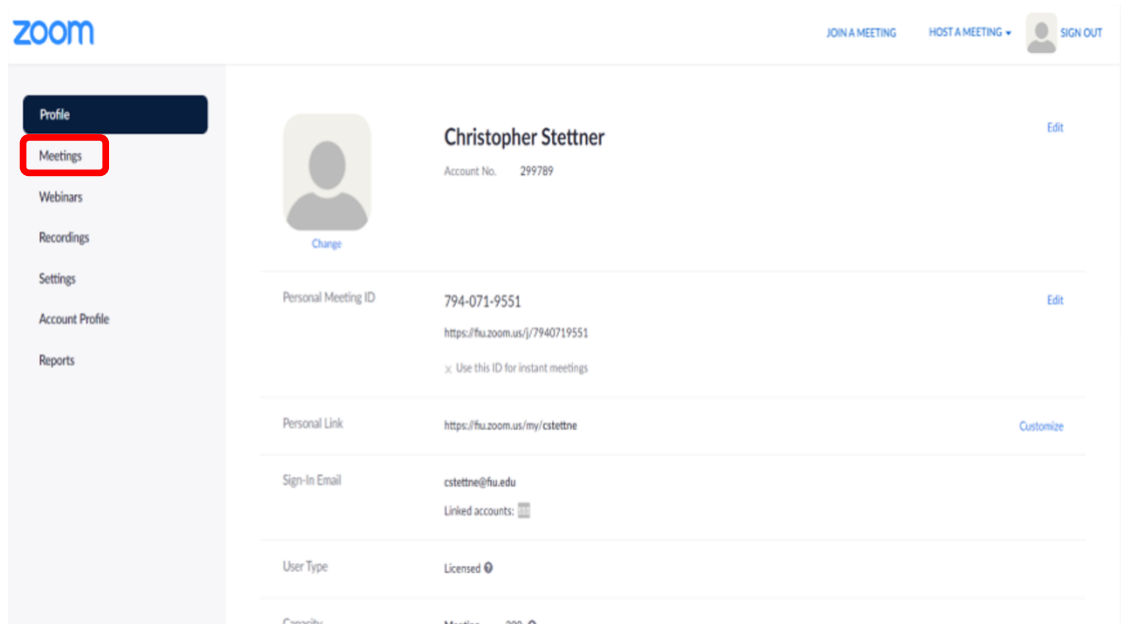 zoom
JOIN A MEETING HOST A MEETING SIGN OUT
Profile
Meetings
Webinars
Recordings
Settings
Account Profile
Reports
Change
Christopher Stettner
Edit
Account No. 299789
Personal Meeting ID 794-071-9551 Edit
https://fiu.zoom.us/j/7940719551
x Use this ID for instant meetings
Personal Link https://fiu.zoom.us/my/cstettne Customize
Sign-In Email cstettne@fiu.edu
Linked accounts:
User Type Licensed
Capacity Meeting